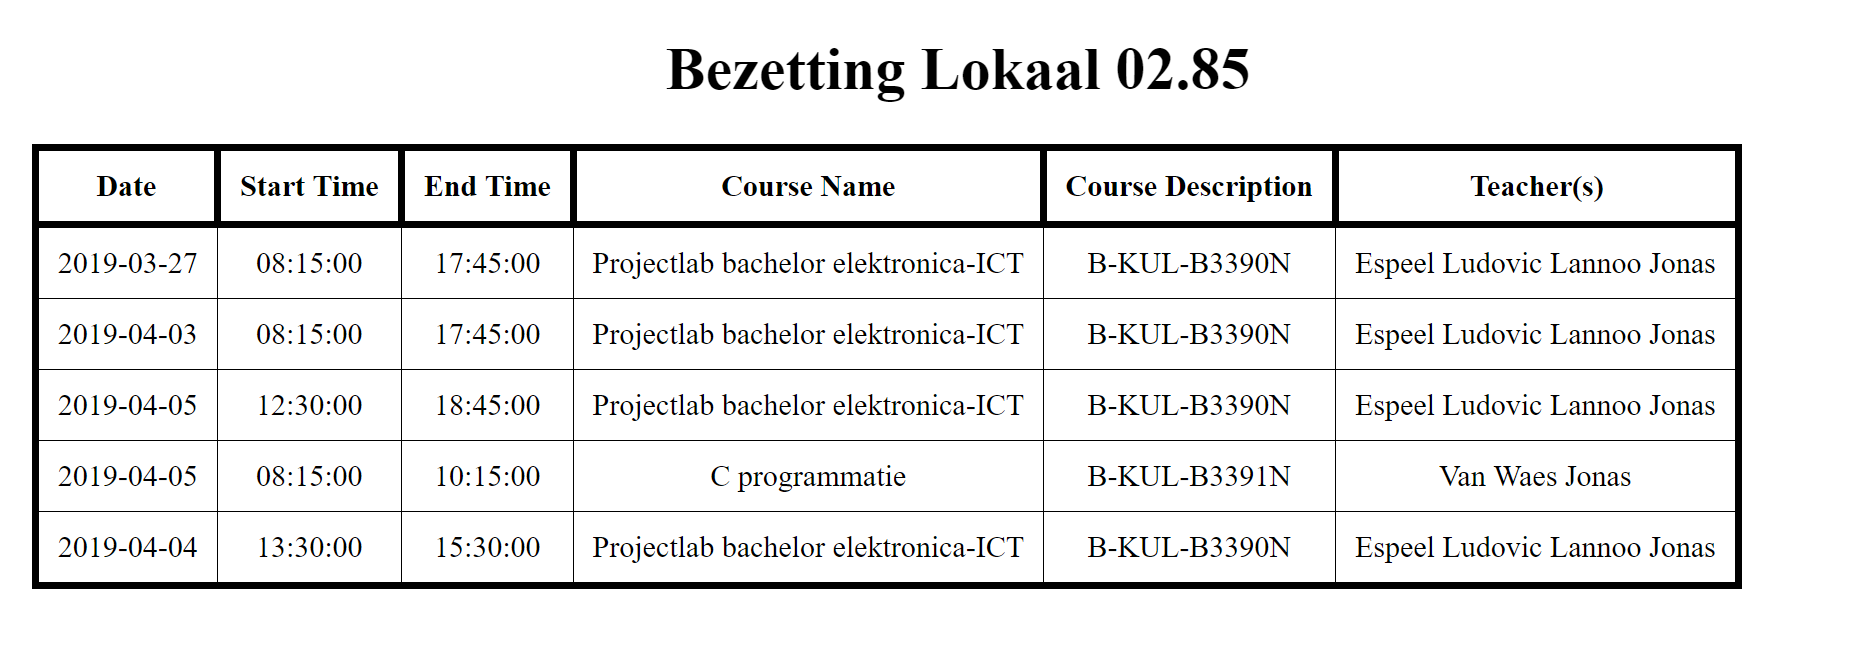 Bezetting Lokaal 02.85
Date Start Time End Time Course Name Course Description Teacher(s)
2019-03-27 08:15:00 17:45:00 Projectlab bachelor elektronica-ICT B-KUL-B3390N Espeel Ludovic Lannoo Jonas
2019-04-03 08:15:00 17:45:00 Projectlab bachelor elektronica-ICT B-KUL-B3390N Espeel Ludovic Lannoo Jonas
2019-04-05 12:30:00 18:45:00 Projectlab bachelor elektronica-ICT B-KUL-B3390N Espeel Ludovic Lannoo Jonas
2019-04-05 08:15:00 10:15:00 C programmatie B-KUL-B3391N Van Waes Jonas
2019-04-04 13:30:00 15:30:00 Projectlab bachelor elektronica-ICT B-KUL-B3390N Espeel Ludovic Lannoo Jonas